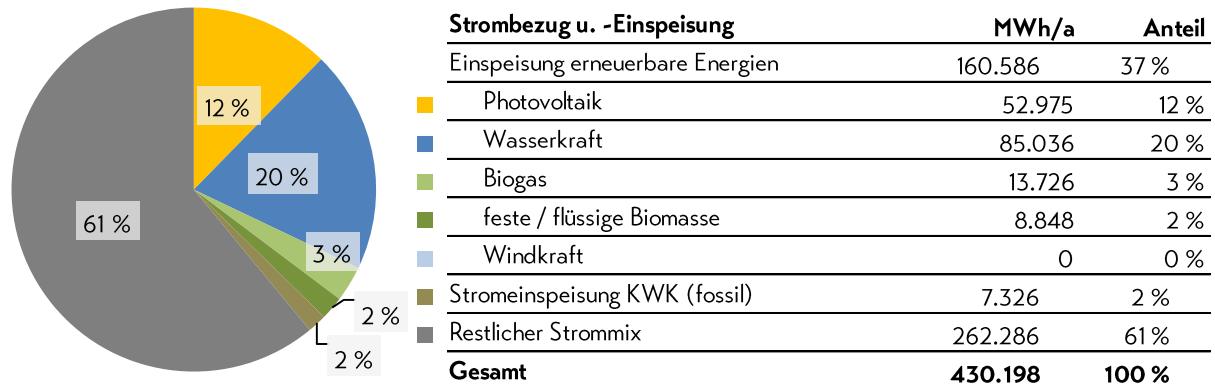 12 %
20 %
3 %
2 %
2 %
61 %
Strombezug u. -Einspeisung MWh/a Anteil
Einspeisung erneuerbare Energien 160.586 37 %
Photovoltaik 52.975 12 %
Wasserkraft 85.036 20 %
Biogas 13.726 3 %
feste / flüssige Biomasse 8.848 2 %
Windkraft 0 0 %
Stromeinspeisung KWK (fossil) 7.326 2 %
Restlicher Strommix 262.286 61 %
Gesamt 430.198 100 %